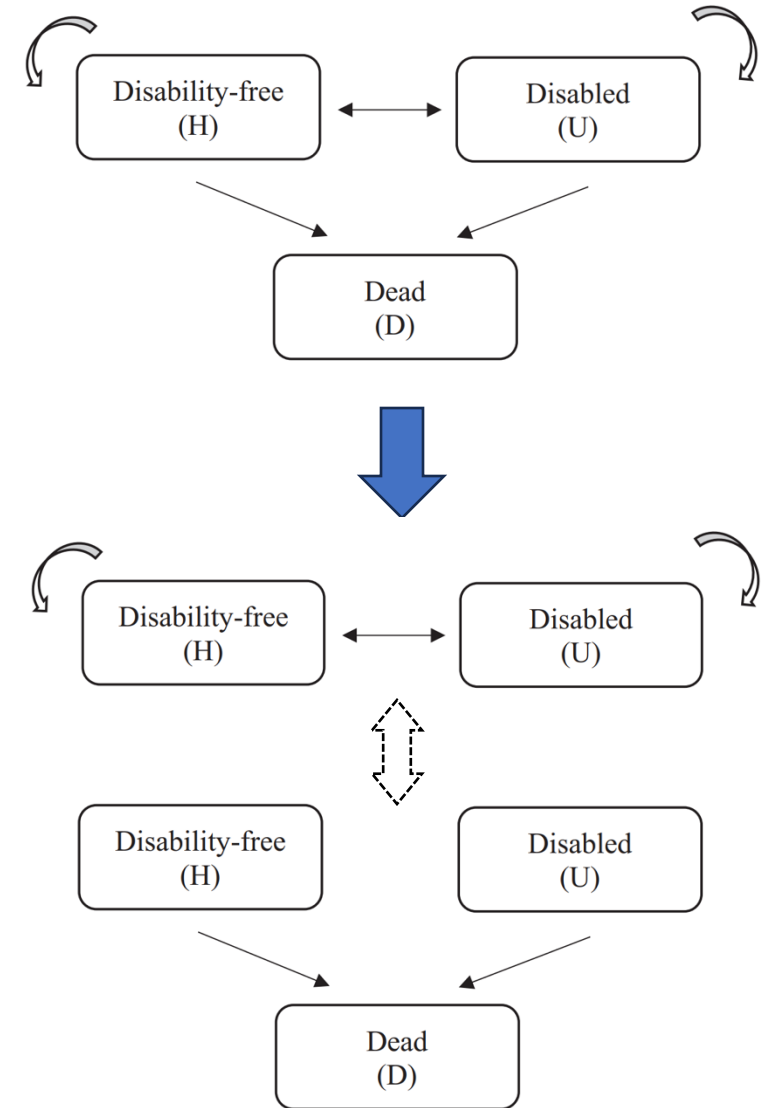 Disability-free
(H)
Disabled
(U)
Dead
(D)
Disability-free
(H)
Disabled
(U)
Disability-free
(H)
Disabled
(U)
Dead
(D)